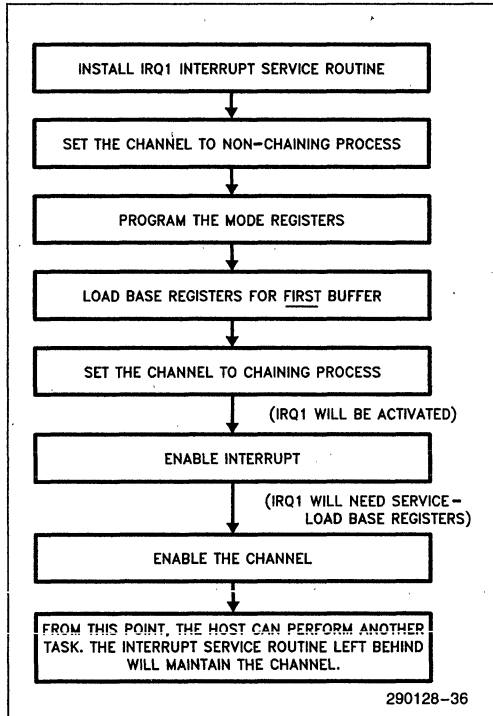 INSTALL IRQ1 INTERRUPT SERVICE ROUTINE
SET THE CHANNEL TO NON-CHAINING PROCESS
PROGRAM THE MODE REGISTERS
LOAD BASE REGISTERS FOR FIRST BUFFER
SET THE CHANNEL TO CHAINING PROCESS
(IRQ1 WILL BE ACTIVATED)
ENABLE INTERRUPT
(IRQ1 WILL NEED SERVICE-
LOAD BASE REGISTERS)
ENABLE THE CHANNEL
FROM THIS POINT, THE HOST CAN PERFORM ANOTHER
TASK. THE INTERRUPT SERVICE ROUTINE LEFT BEHIND
WILL MAINTAIN THE CHANNEL.
290128-36